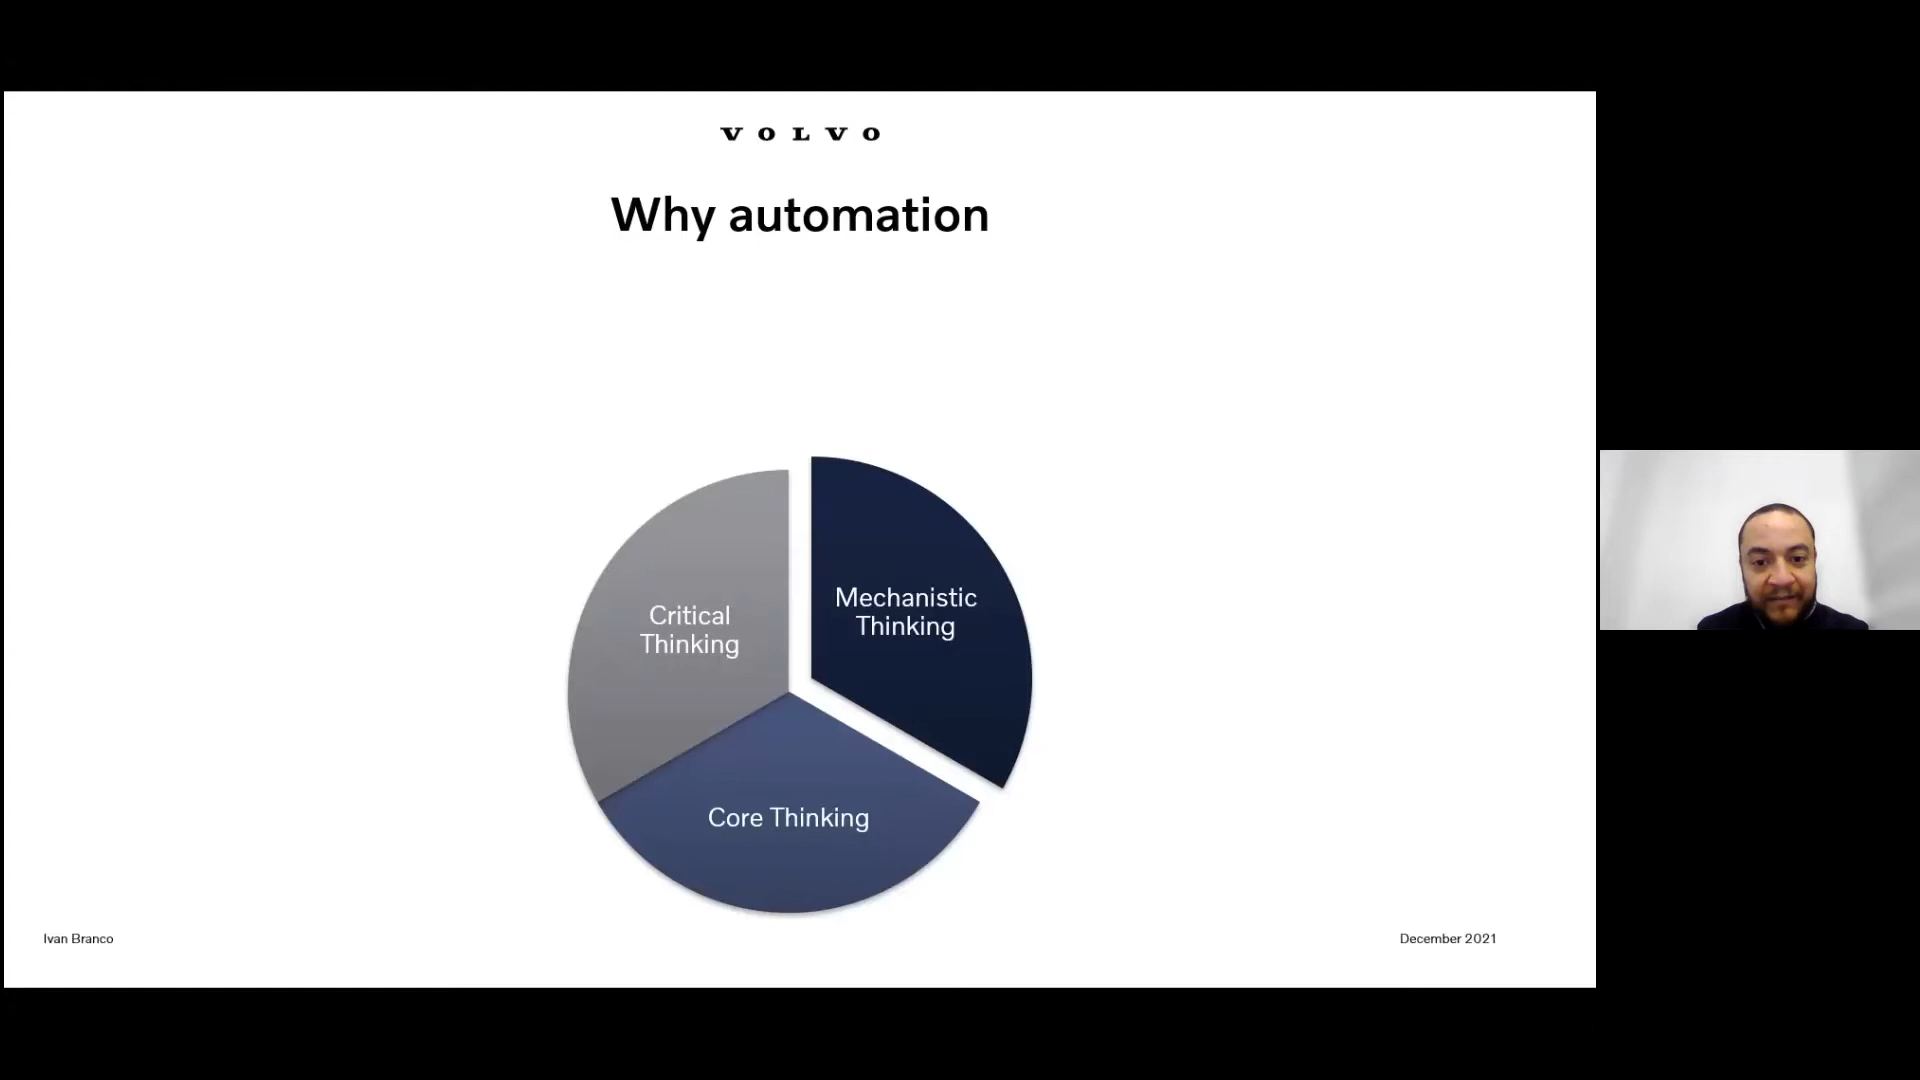 VOLVO
Why automation
Critical
Thinking
Mechanistic
Thinking
Core Thinking
Ivan Branco
December 2021